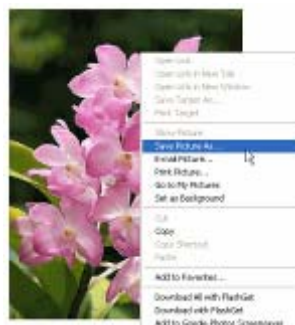 Open Link
Open Link in New Tab
Open Link in New Window
Save Target As...
Print Target
Show Picture
Save Picture As...
E-mail Picture...
Print Picture...
Go to My Pictures
Set as Background
Cut
Copy
Copy Shortcut
Paste
Add to Favorites...
Download All with FlashGet
Download with FlashGet
Add to Google Photos Screensaver